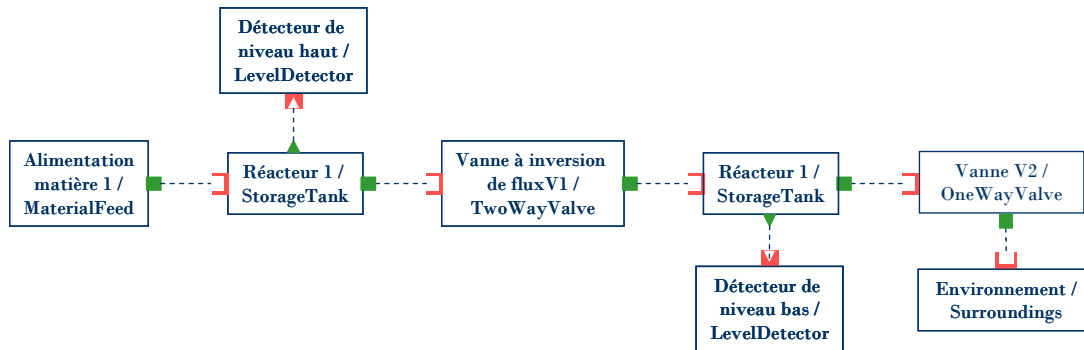 Détecteur de
niveau haut /
LevelDetector
Alimentation
matière 1 /
MaterialFeed
Réacteur 1 /
StorageTank
Vanne à inversion
de fluxV1 /
TwoWayValve
Réacteur 1 /
StorageTank
Vanne V2 /
OneWayValve
Détecteur de
niveau bas /
LevelDetector
Environnement /
Surroundings